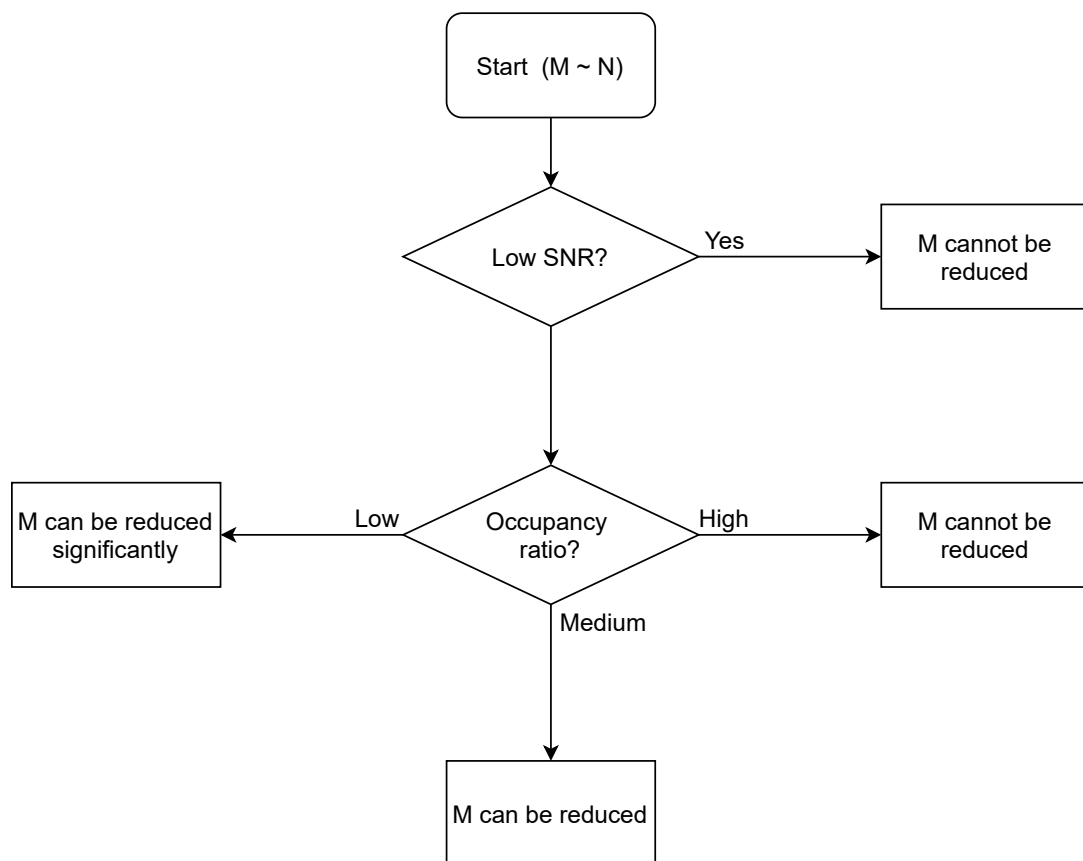 Start (M ~ N)
Low SNR?
Yes
M cannot be
reduced
M can be reduced
significantly
Low
Occupancy
ratio?
High
M cannot be
reduced
Medium
M can be reduced